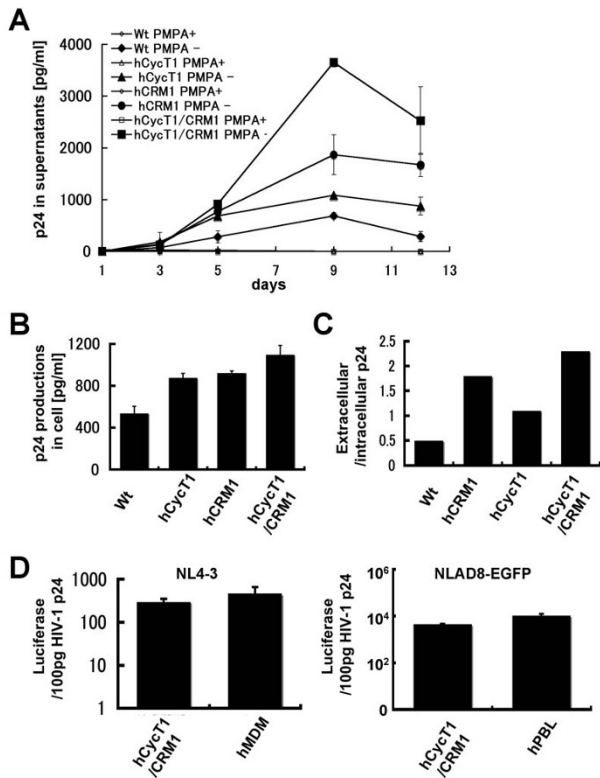 A
Wt PMPA+
Wt PMPA −
hCycT1 PMPA+
hCycT1 PMPA −
hCRM1 PMPA+
hCRM1 PMPA −
hCycT1/CRM1 PMPA+
hCycT1/CRM1 PMPA -
p24 in supernatants [pg/ml]
4000
3000
2000
1000
0
1 3 5 7 9 11 13
days
B
p24 productions
in cell [pg/ml]
1200
800
400
0
Wt
hCycT1
hCRM1
hCycT1
/CRM1
C
Extracellular
/intracellular p24
2.5
2
1.5
1
0.5
0
Wt
hCRM1
hCycT1
hCycT1
/CRM1
D
NL4-3
Luciferase
/100pg HIV-1 p24
1000
100
10
1
hCycT1
/CRM1
hMDM
NLAD8-EGFP
Luciferase
/100pg HIV-1 p24
10⁶
10⁴
10²
0
hCycT1
/CRM1
hPBL